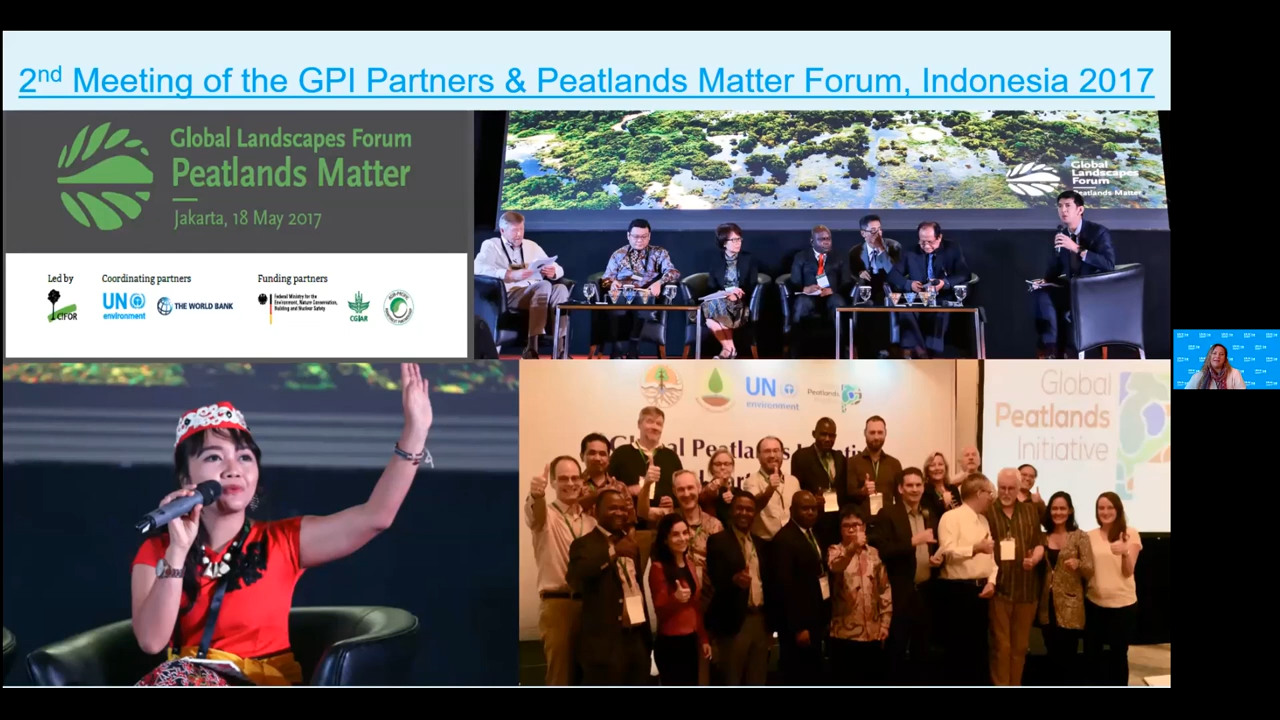 2nd Meeting of the GPI Partners & Peatlands Matter Forum, Indonesia 2017
Global Landscapes Forum
Peatlands Matter
Jakarta, 18 May 2017
Led by
Coordinating partners
Funding partners
CIFOR
UN
environment
THE WORLD BANK
Federal Ministry for the
Environment, Nature Conservation,
Building and Nuclear Safety
CGIAR
Global
Landscapes
Forum
Peatlands Matter
UN
environment
Peatlands
Global Peatlands
Global
Peatlands
Initiative